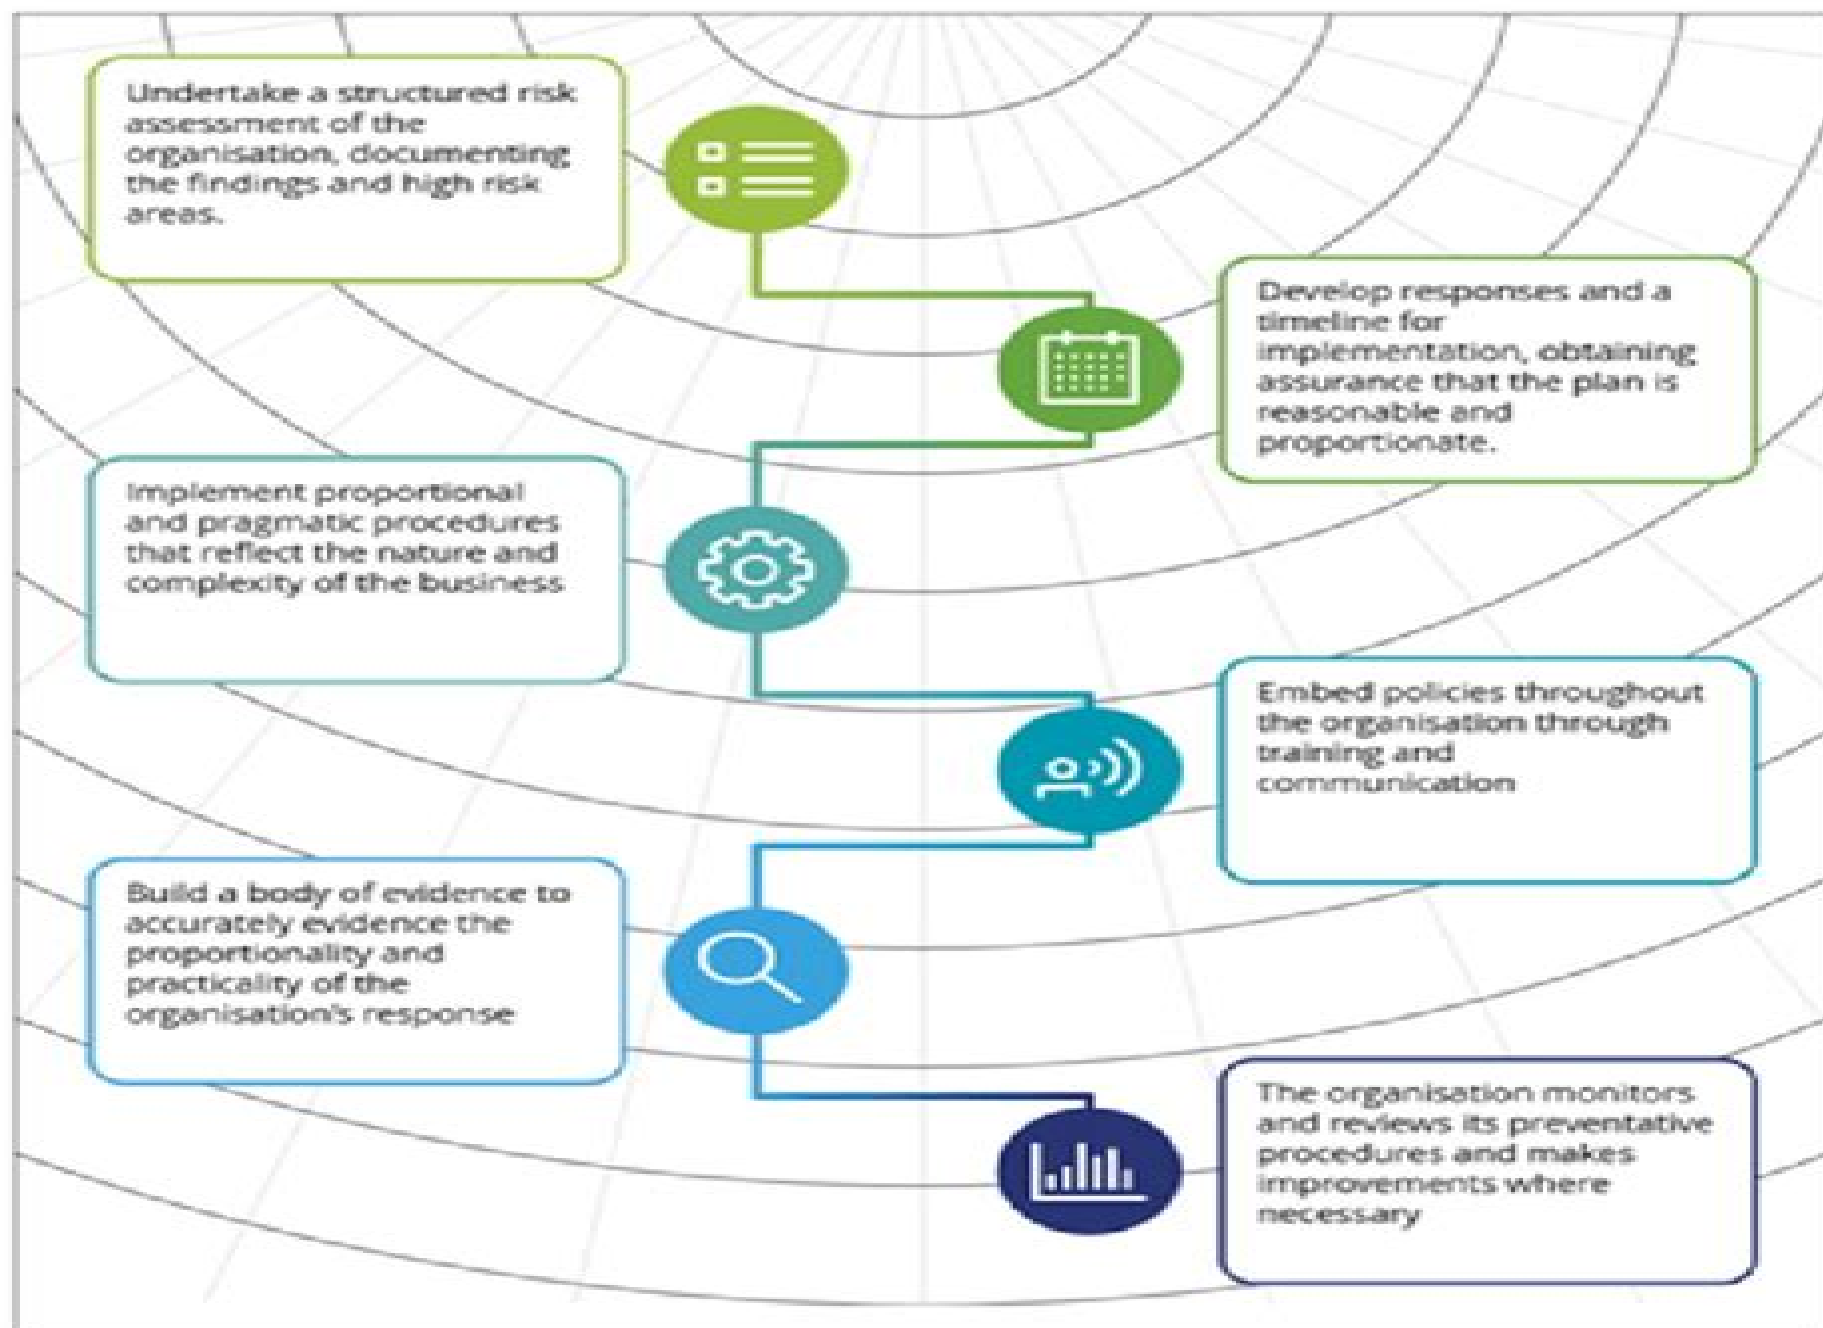 Undertake a structured risk
assessment of the
organisation, documenting
the findings and high risk
areas.
Develop responses and a
timeline for
implementation, obtaining
assurance that the plan is
reasonable and
proportionate.
Implement proportional
and pragmatic procedures
that reflect the nature and
complexity of the business
Embed policies throughout
the organisation through
training and
communication
Build a body of evidence to
accurately evidence the
proportionality and
practicality of the
organisation's response
The organisation monitors
and reviews its preventative
procedures and makes
improvements where
necessary